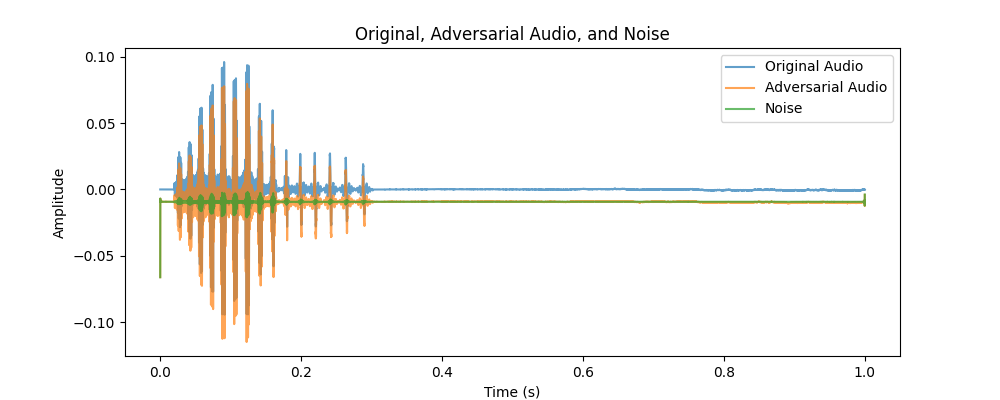 Original, Adversarial Audio, and Noise
Original Audio
Adversarial Audio
Noise
0.10
0.05
0.00
−0.05
−0.10
Amplitude
0.0
0.2
0.4
0.6
0.8
1.0
Time (s)